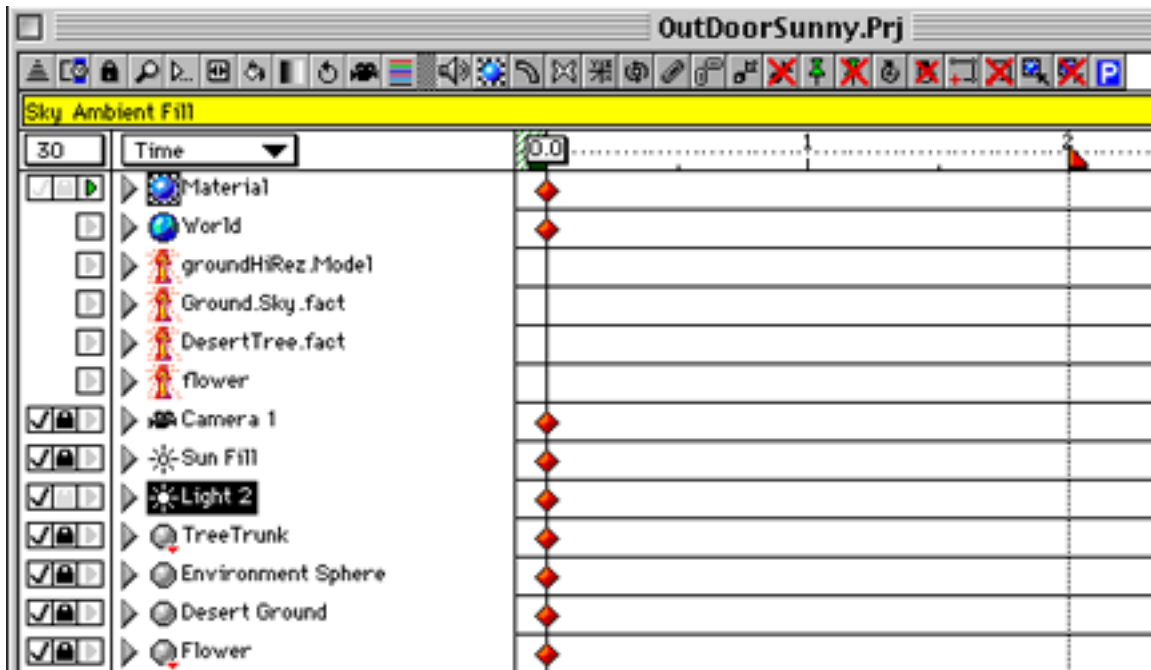 OutDoorSunny.Prj
P
Sky Ambient Fill
30 Time 0.0 1 2
Material
World
groundHiRez.Model
Ground.Sky.fact
DesertTree.fact
flower
Camera 1
Sun Fill
Light 2
TreeTrunk
Environment Sphere
Desert Ground
Flower